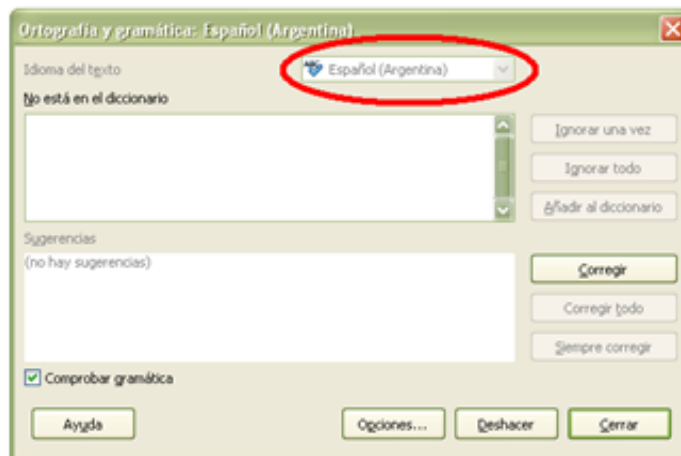 Ortografía y gramática: Español (Argentina)
Idioma del texto
Español (Argentina)
No está en el diccionario
Ignorar una vez
Ignorar todo
Añadir al diccionario
Sugerencias
(no hay sugerencias)
Corregir
Corregir todo
Siempre corregir
Comprobar gramática
Ayuda
Opciones...
Deshacer
Cerrar